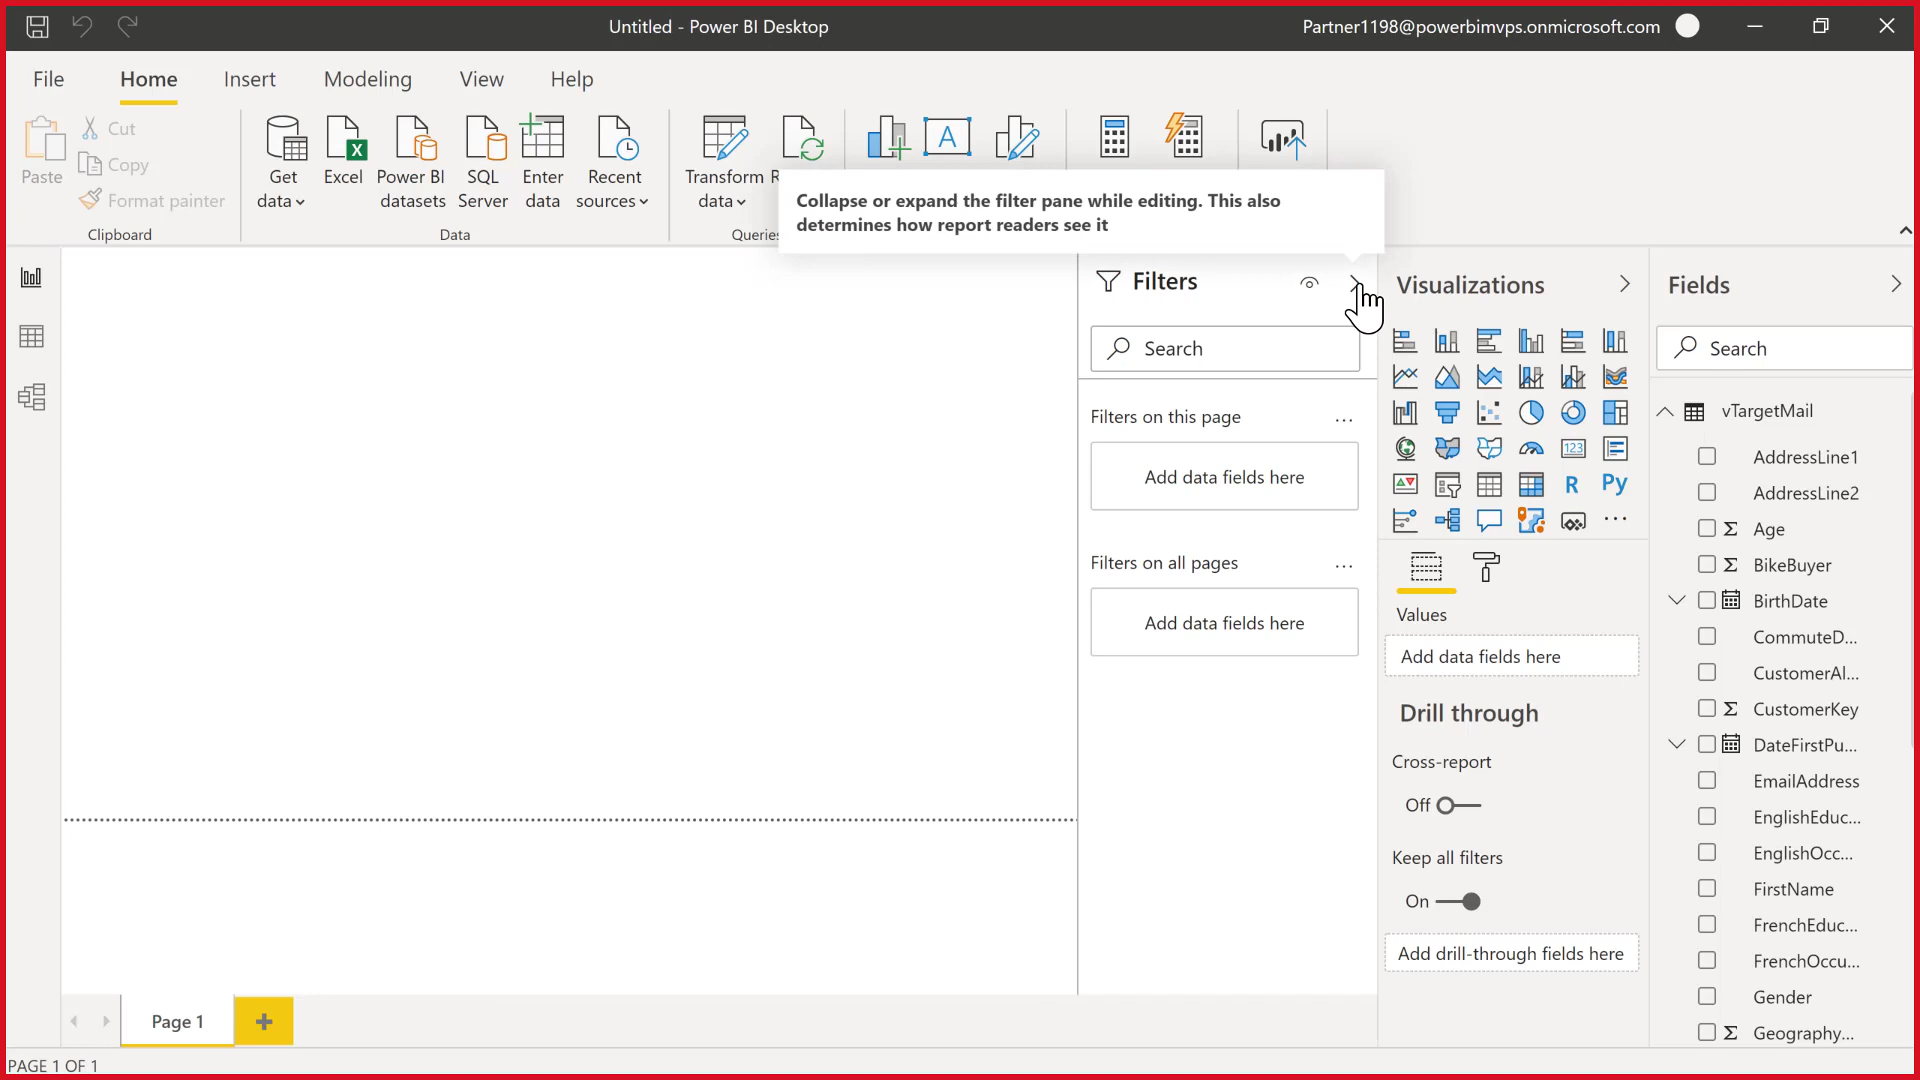 Untitled - Power BI Desktop
Partner1198@powerbimvps.onmicrosoft.com
File
Home
Insert
Modeling
View
Help
Paste
Cut
Copy
Format painter
Clipboard
Get
data
Excel
Power BI
datasets
SQL
Server
Enter
data
Recent
sources
Data
Transform
data
Queries
Collapse or expand the filter pane while editing. This also
determines how report readers see it
Filters
Search
Filters on this page
...
Add data fields here
Filters on all pages
...
Add data fields here
Visualizations
123
R
Py
...
Values
Add data fields here
Drill through
Cross-report
Off
Keep all filters
On
Add drill-through fields here
Fields
Search
vTargetMail
AddressLine1
AddressLine2
Σ Age
Σ BikeBuyer
BirthDate
CommuteD...
CustomerAl...
Σ CustomerKey
DateFirstPu...
EmailAddress
EnglishEduc...
EnglishOcc...
FirstName
FrenchEduc...
FrenchOccu...
Gender
Σ Geography...
Page 1
PAGE 1 OF 1